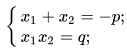 x₁ + x₂ = −p;
x₁x₂ = q;